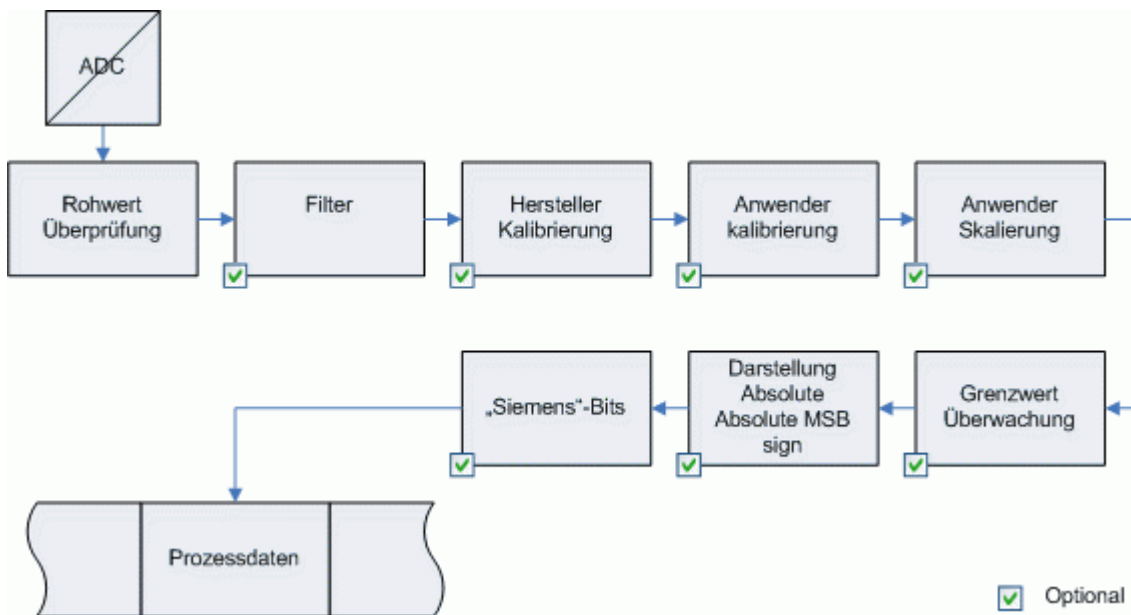 ADC
Rohwert
Überprüfung
Filter
Hersteller
Kalibrierung
Anwender
kalibrierung
Anwender
Skalierung
Grenzwert
Überwachung
Darstellung
Absolute
Absolute MSB
sign
„Siemens“-Bits
Prozessdaten
Optional